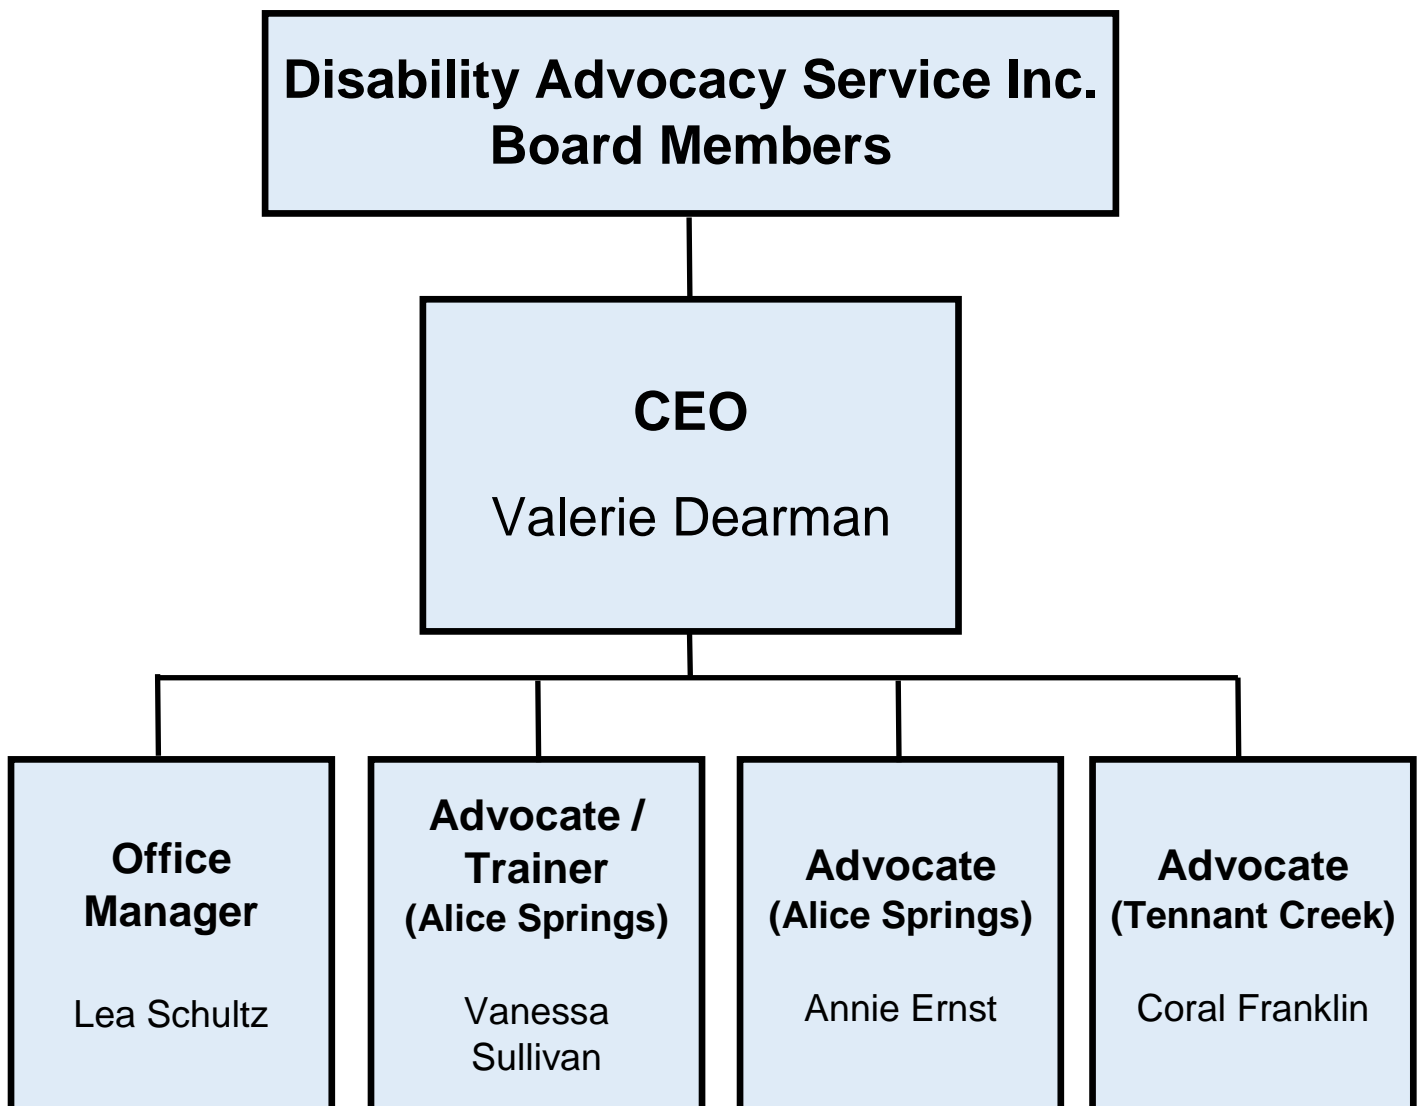 Disability Advocacy Service Inc.
Board Members
CEO
Valerie Dearman
Office
Manager
Lea Schultz
Advocate /
Trainer
(Alice Springs)
Vanessa
Sullivan
Advocate
(Alice Springs)
Annie Ernst
Advocate
(Tennant Creek)
Coral Franklin